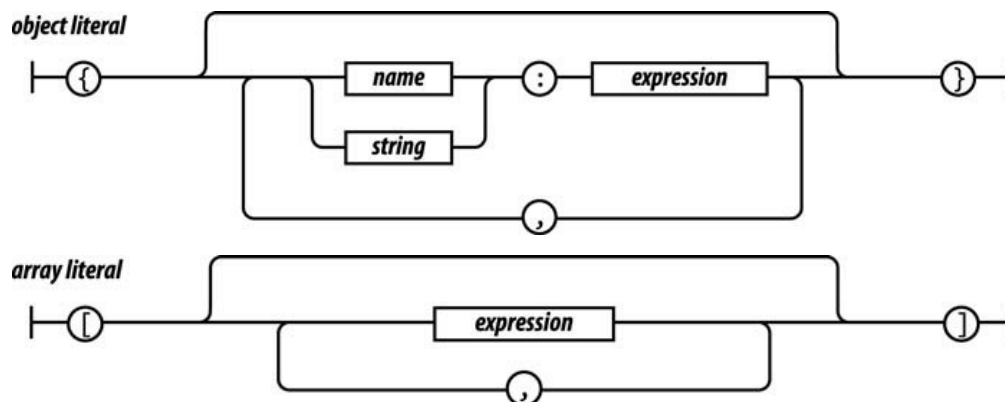 object literal
{ name : expression }
string
,
array literal
[ expression ]
,